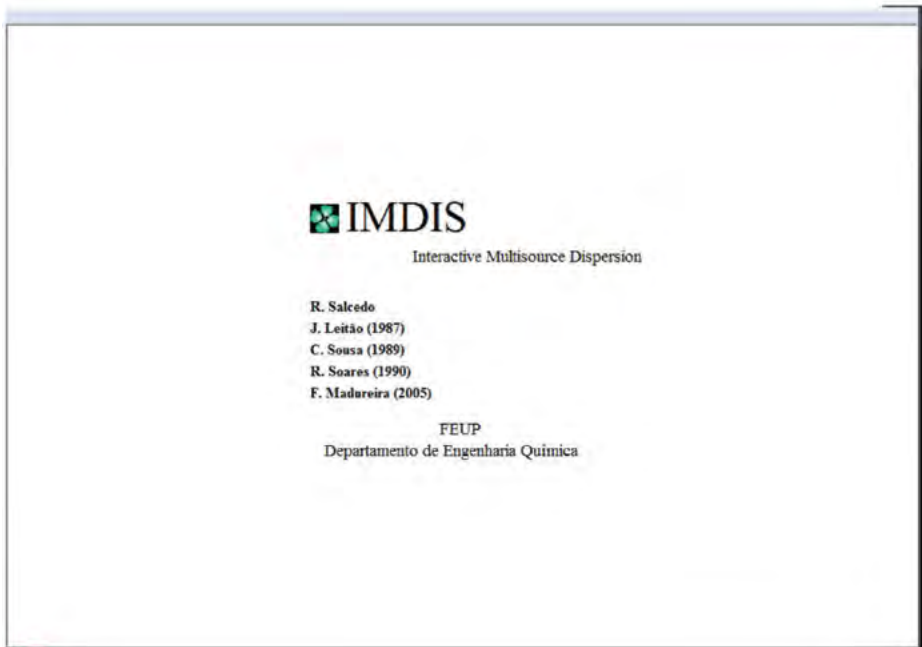 IMDIS
Interactive Multisource Dispersion
R. Salcedo
J. Leitão (1987)
C. Sousa (1989)
R. Soares (1990)
F. Madureira (2005)
FEUP
Departamento de Engenharia Química